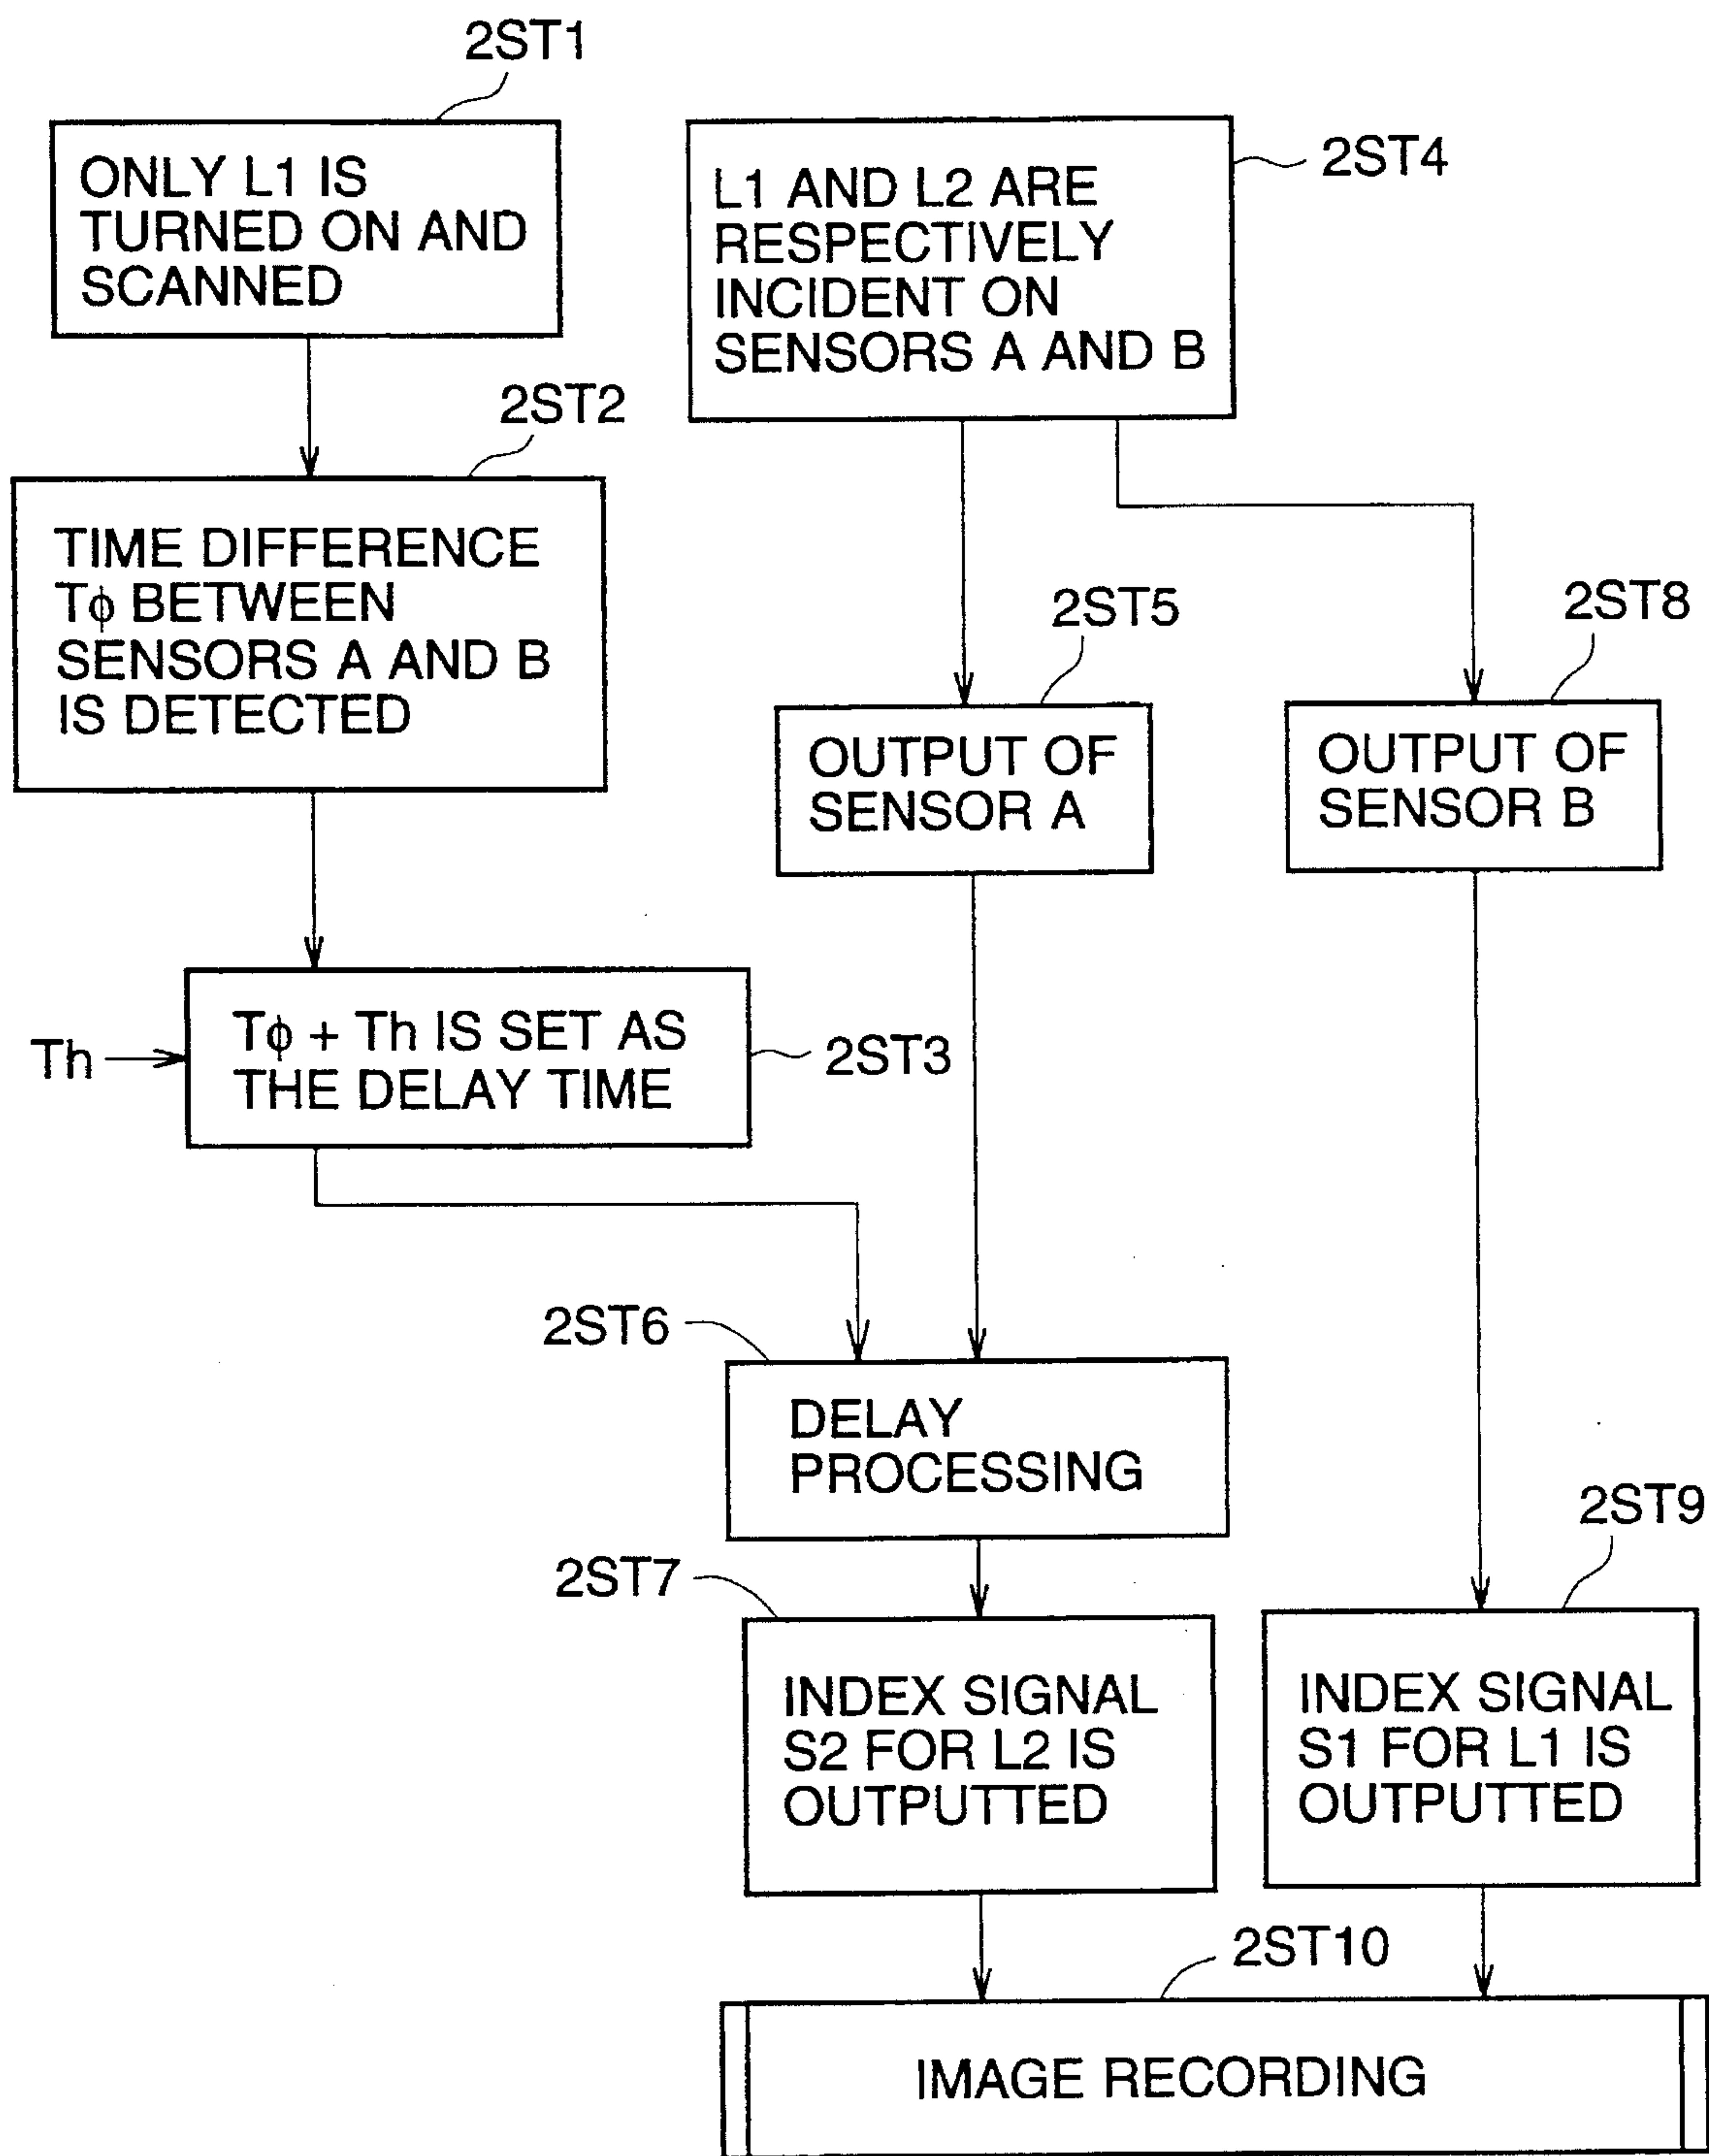 2ST1
ONLY L1 IS
TURNED ON AND
SCANNED
2ST4
L1 AND L2 ARE
RESPECTIVELY
INCIDENT ON
SENSORS A AND B
2ST2
TIME DIFFERENCE
Tϕ BETWEEN
SENSORS A AND B
IS DETECTED
2ST5
OUTPUT OF
SENSOR A
2ST8
OUTPUT OF
SENSOR B
Th
Tϕ + Th IS SET AS
THE DELAY TIME
2ST3
2ST6
DELAY
PROCESSING
2ST7
INDEX SIGNAL
S2 FOR L2 IS
OUTPUTTED
2ST9
INDEX SIGNAL
S1 FOR L1 IS
OUTPUTTED
2ST10
IMAGE RECORDING